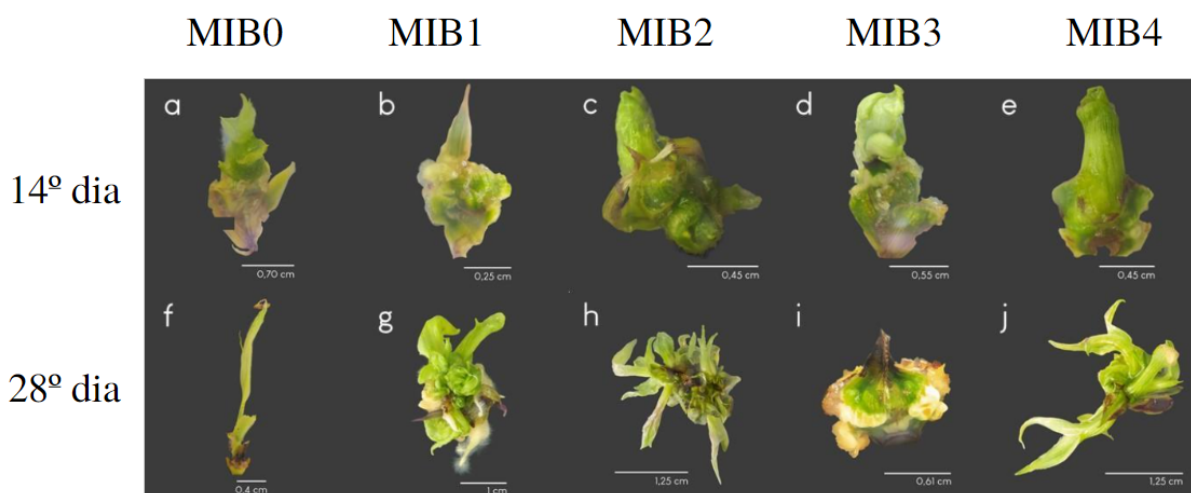 MIB0 MIB1 MIB2 MIB3 MIB4
14º dia
a b c d e
0,70 cm 0,25 cm 0,45 cm 0,55 cm 0,45 cm
28º dia
f g h i j
0,4 cm 1 cm 1,25 cm 0,61 cm 1,25 cm